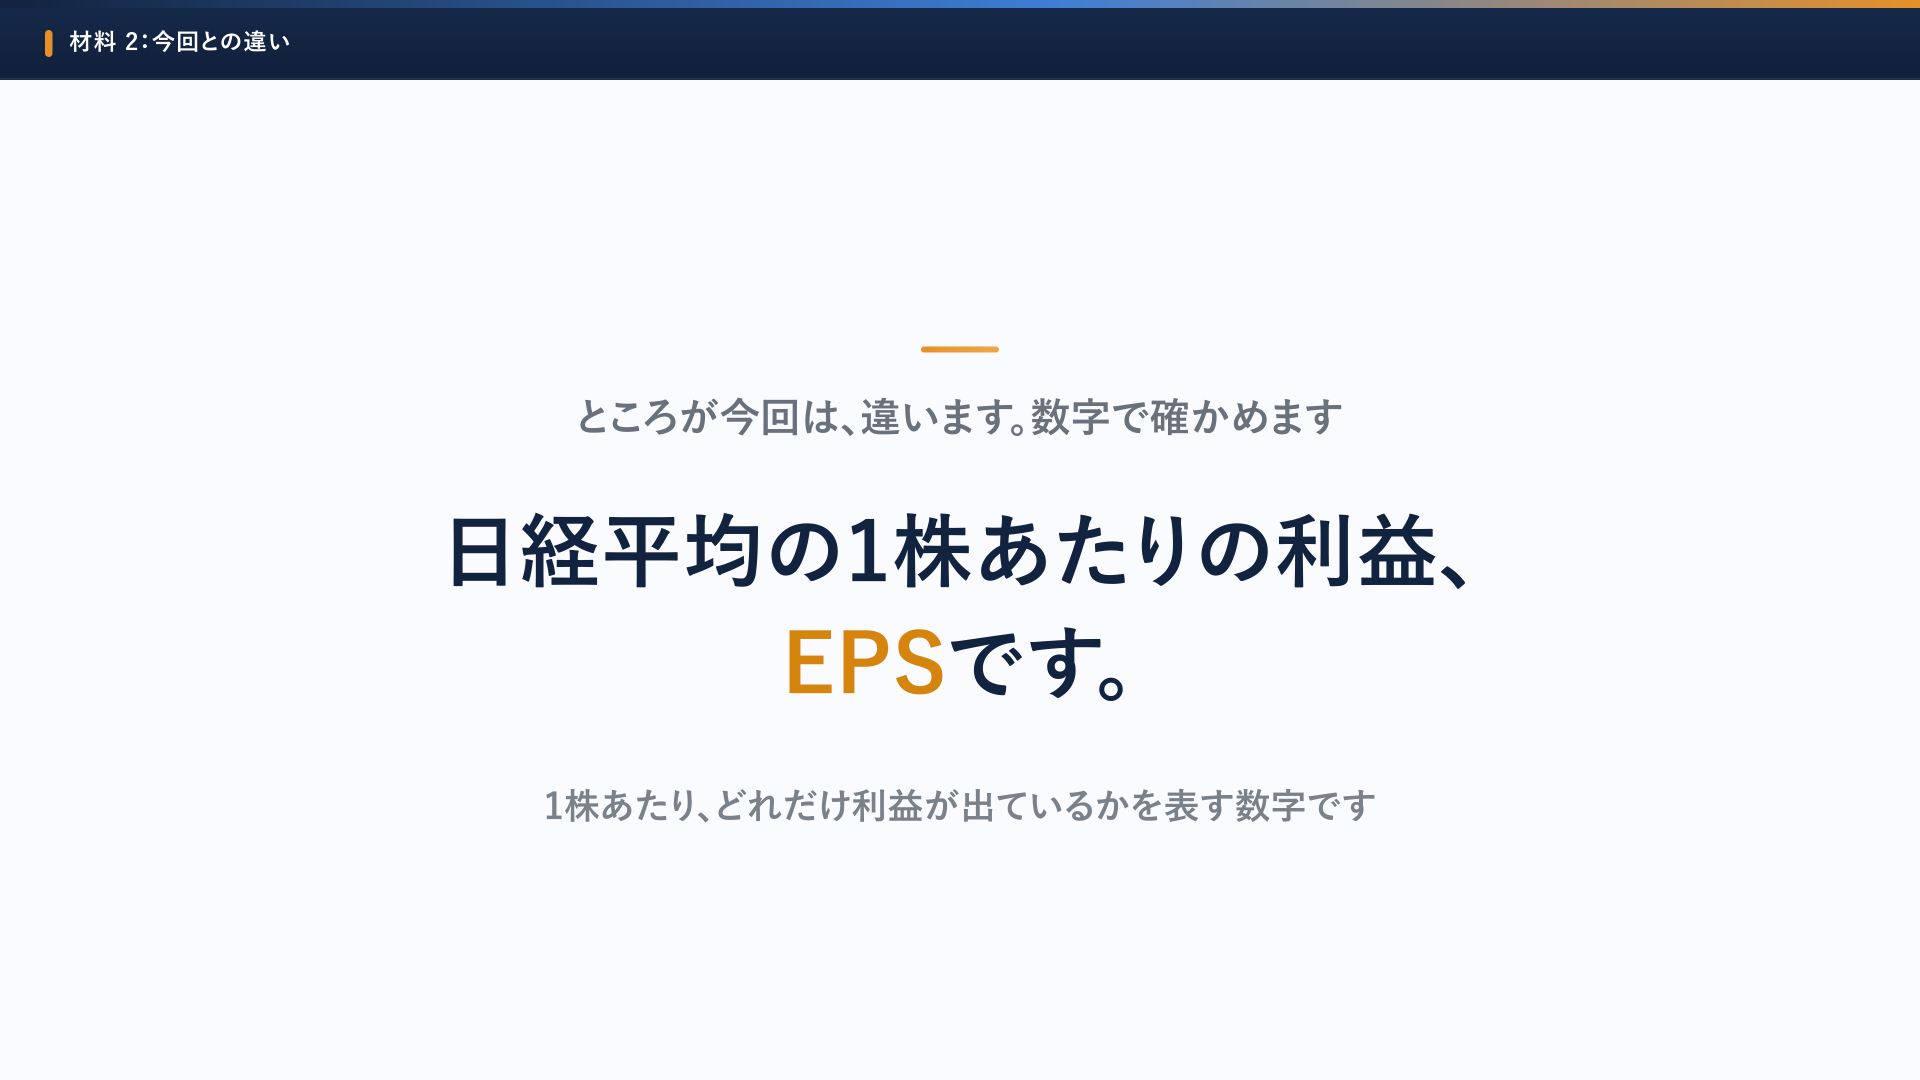 材料 2：今回との違い
ところが今回は、違います。数字で確かめます
日経平均の1株あたりの利益、
EPSです。
1株あたり、どれだけ利益が出ているかを表す数字です